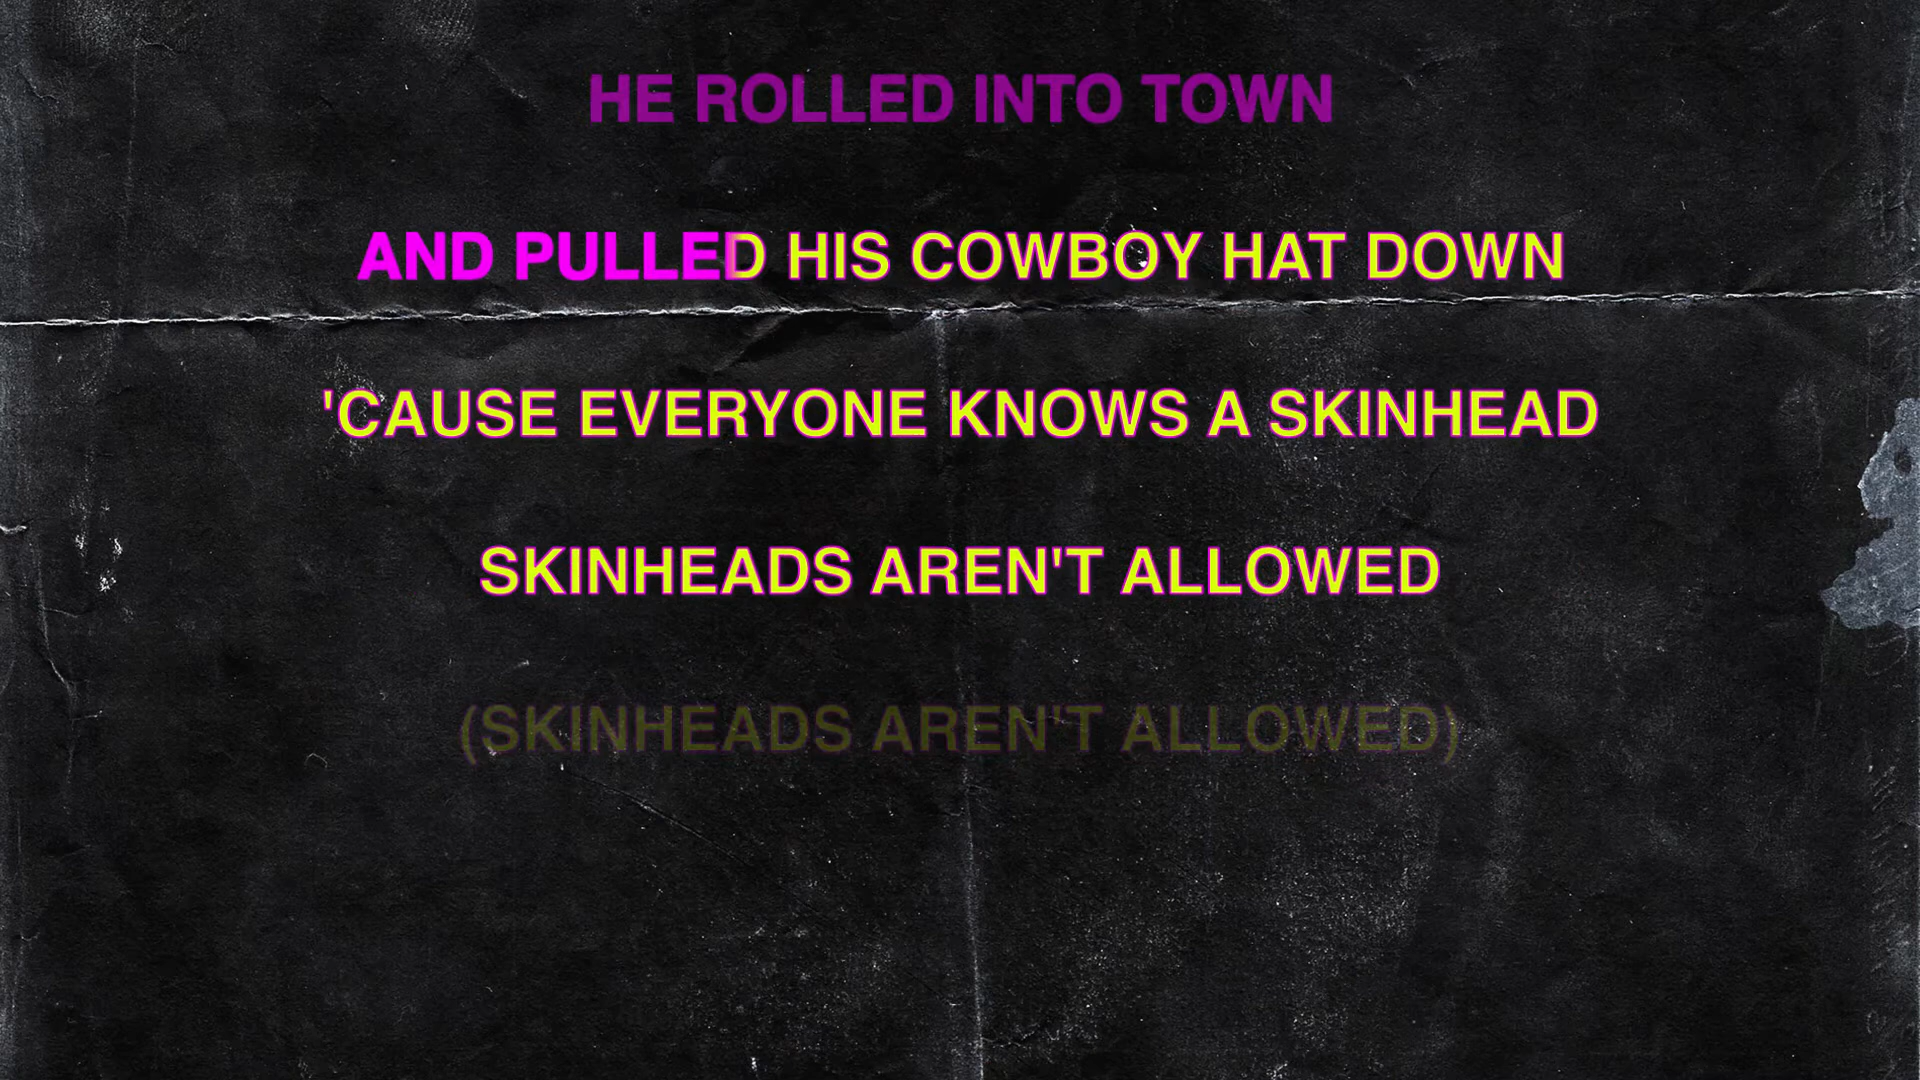 HE ROLLED INTO TOWN
AND PULLED HIS COWBOY HAT DOWN
'CAUSE EVERYONE KNOWS A SKINHEAD
SKINHEADS AREN'T ALLOWED
(SKINHEADS AREN'T ALLOWED)